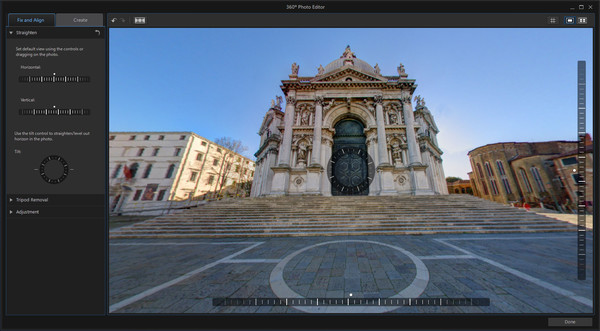 360º Photo Editor
Fix and Align
Create
Straighten
Set default view using the controls or
dragging on the photo.
Horizontal:
Vertical:
Use the tilt control to straighten/level out
horizon in the photo.
Tilt:
Tripod Removal
Adjustment
Done